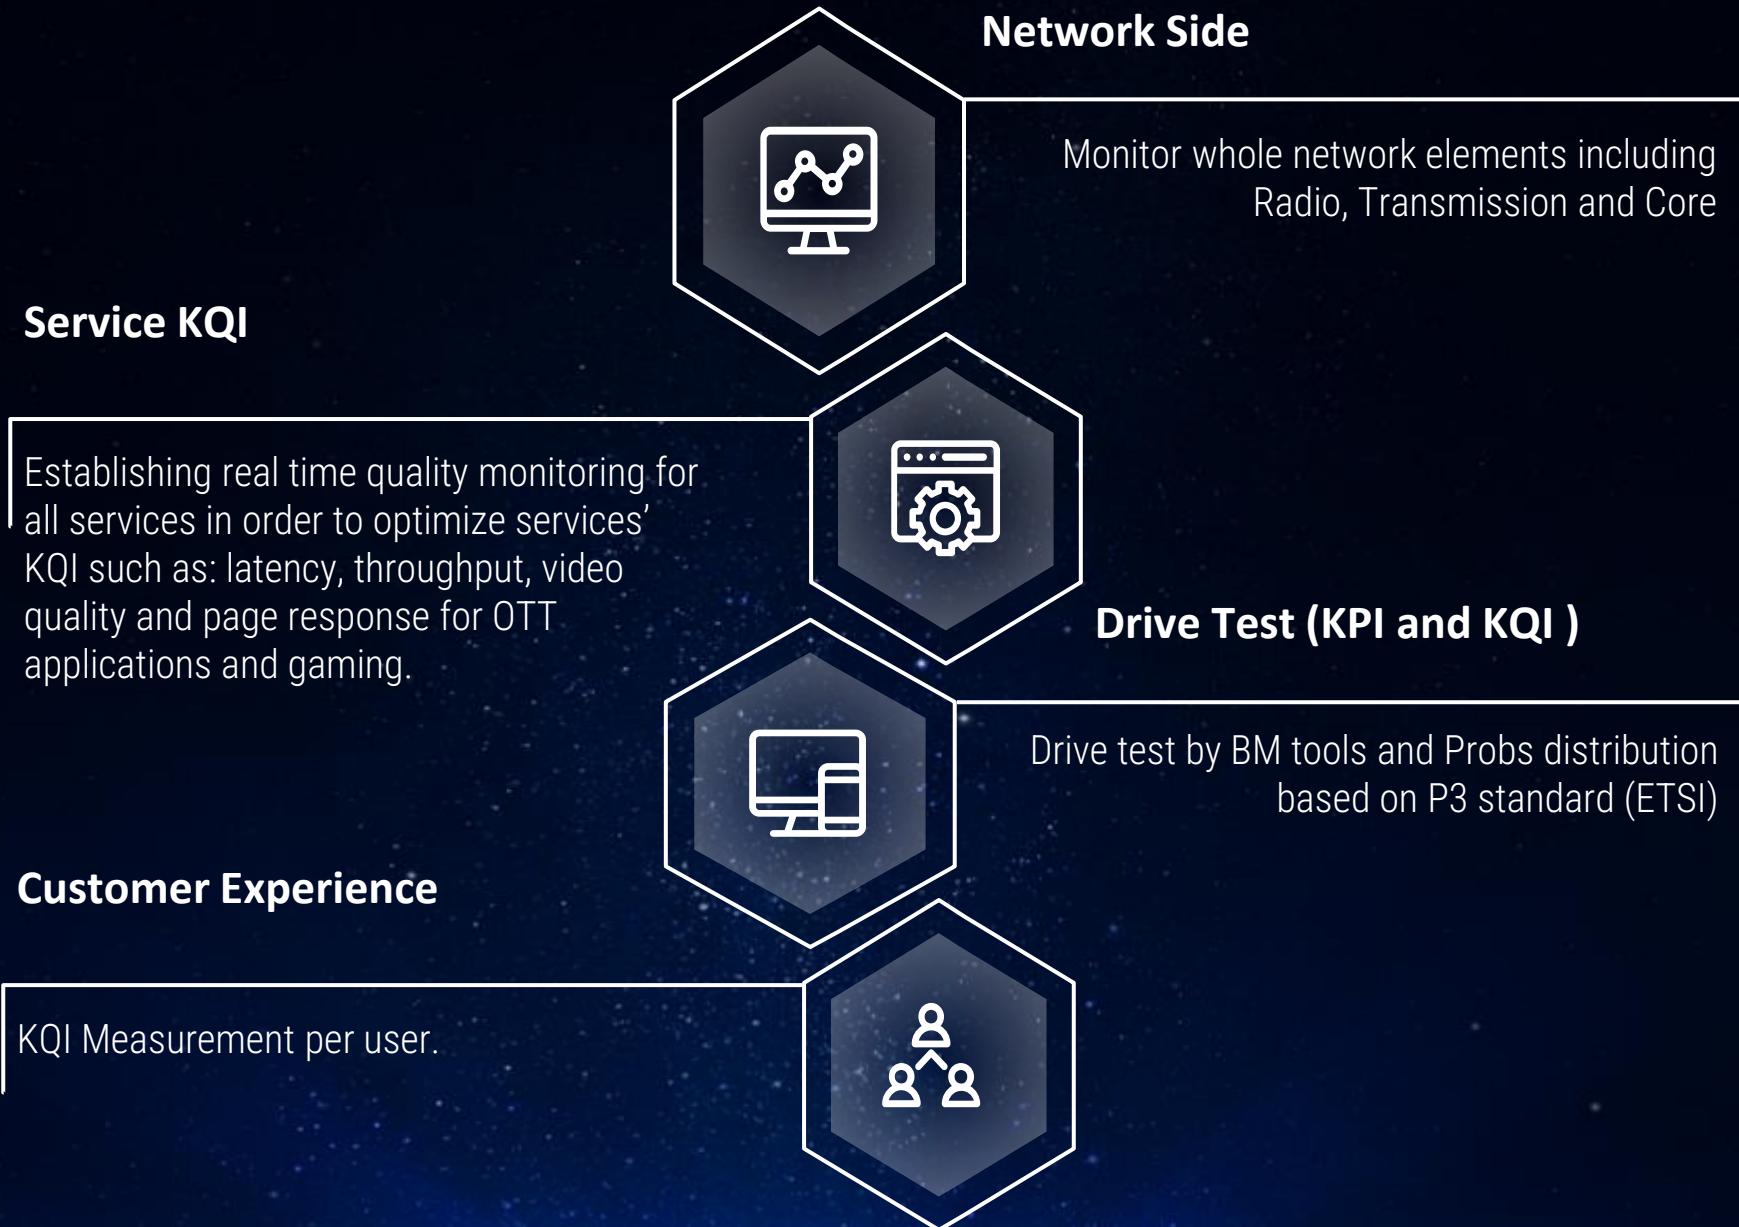 Network Side
Monitor whole network elements including
Radio, Transmission and Core
Service KQI
Establishing real time quality monitoring for
all services in order to optimize services’
KQI such as: latency, throughput, video
quality and page response for OTT
applications and gaming.
Drive Test (KPI and KQI )
Drive test by BM tools and Probs distribution
based on P3 standard (ETSI)
Customer Experience
KQI Measurement per user.